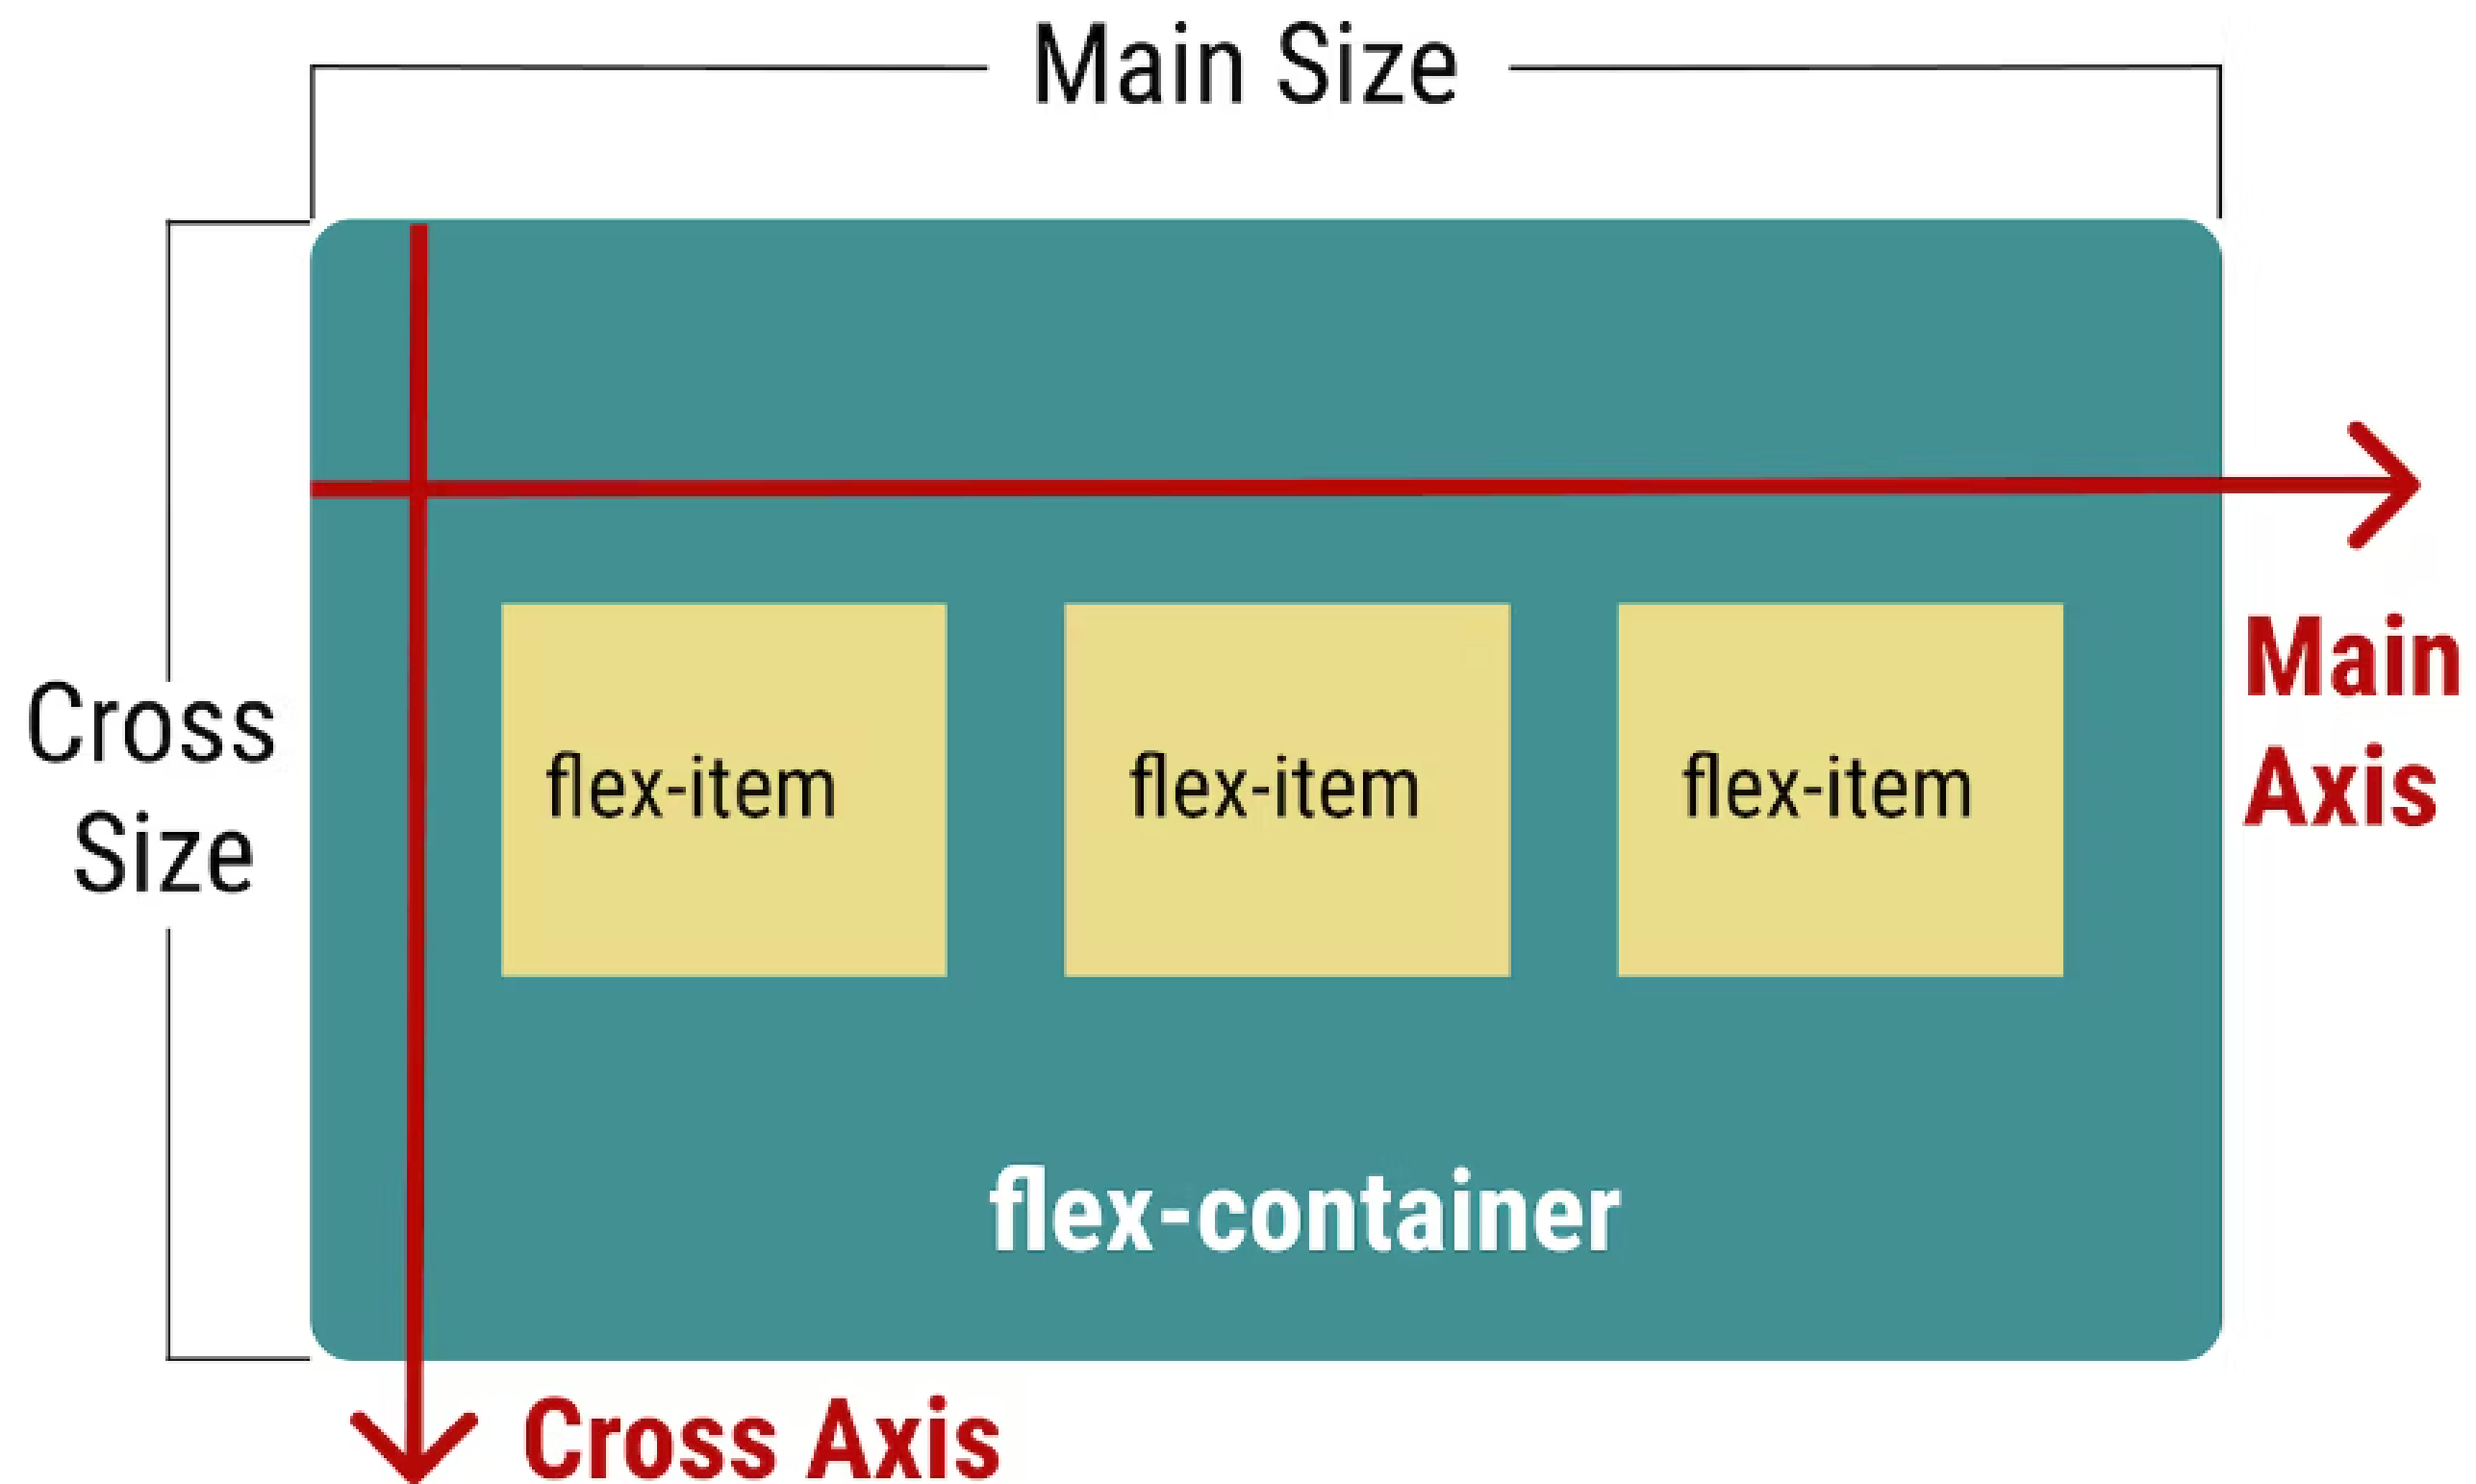 Main Size
Cross
Size
flex-item
flex-item
flex-item
Main
Axis
flex-container
Cross Axis